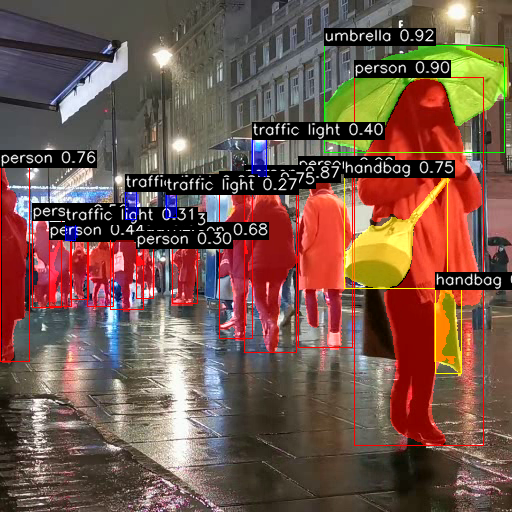 umbrella 0.92
person 0.90
traffic light 0.40
person 0.76
handbag 0.75
traffic light 0.27
traffic light 0.31
person 0.44
0.68
person 0.30
handbag